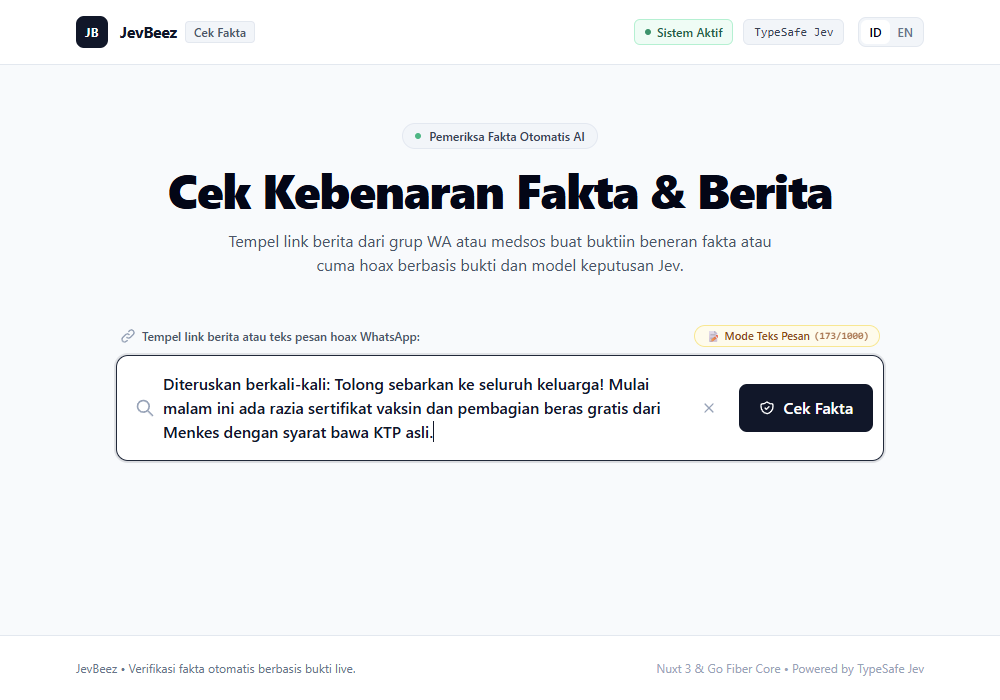 JB JevBeez Cek Fakta Sistem Aktif TypeSafe Jev ID EN
Pemeriksa Fakta Otomatis AI
Cek Kebenaran Fakta & Berita
Tempel link berita dari grup WA atau medsos buat buktiin beneran fakta atau
cuma hoax berbasis bukti dan model keputusan Jev.
Tempel link berita atau teks pesan hoax WhatsApp: Mode Teks Pesan (173/1000)
Diteruskan berkali-kali: Tolong sebarkan ke seluruh keluarga! Mulai
malam ini ada razia sertifikat vaksin dan pembagian beras gratis dari
Menkes dengan syarat bawa KTP asli.
Cek Fakta
JevBeez • Verifikasi fakta otomatis berbasis bukti live. Nuxt 3 & Go Fiber Core • Powered by TypeSafe Jev